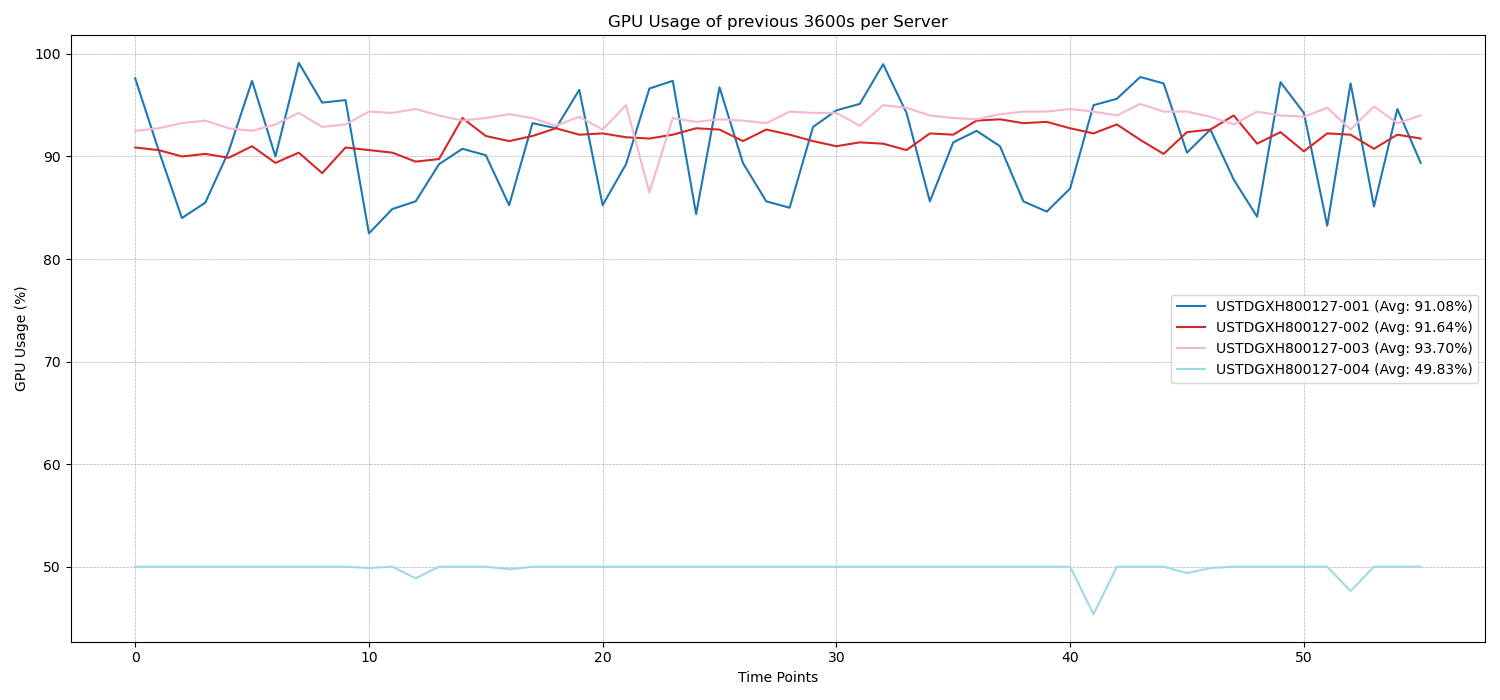 GPU Usage of previous 3600s per Server
100
90
80
70
60
50
GPU Usage (%)
USTDGXH800127-001 (Avg: 91.08%)
USTDGXH800127-002 (Avg: 91.64%)
USTDGXH800127-003 (Avg: 93.70%)
USTDGXH800127-004 (Avg: 49.83%)
0 10 20 30 40 50
Time Points